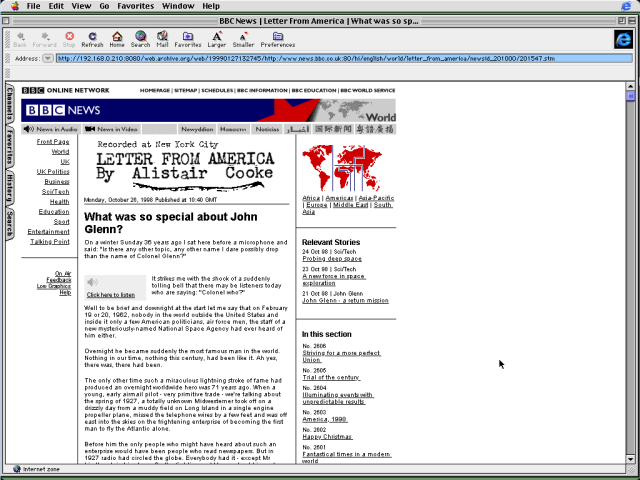 File Edit View Go Favorites Window Help
BBC News | Letter From America | What was so sp...
Back Forward Stop Refresh Home Search Mail Favorites Larger Smaller Preferences
Address: http://192.168.0.210:8080/web.archive.org/web/19990127132745/http:/www.news.bbc.co.uk:80/hi/english/world/letter_from_america/newsid_201000/201547.stm
Channels
Favorites
History
Search
BBC ONLINE NETWORK
HOMEPAGE | SITEMAP | SCHEDULES | BBC INFORMATION | BBC EDUCATION | BBC WORLD SERVICE
BBC NEWS
World
News in Audio News in Video Newyddion Новости Noticias اخبار 国际新闻 粵語廣播
Front Page
World
UK
UK Politics
Business
Sci/Tech
Health
Education
Sport
Entertainment
Talking Point
On Air
Feedback
Low Graphics
Help
Recorded at New York City
LETTER FROM AMERICA
By Alistair Cooke
Monday, October 26, 1998 Published at 10:40 GMT
What was so special about John
Glenn?
On a winter Sunday 36 years ago I sat here before a microphone and
said: "Is there any other topic, any other name I dare possibly drop
than the name of Colonel Glenn?"
Click here to listen
It strikes me with the shock of a suddenly
tolling bell that there may be listeners today
who are saying: "Colonel who?"
Well to be brief and downright at the start let me say that on February
19 or 20, 1962, nobody in the world outside the United States and
inside it only a few American politicians, air force men, the staff of a
new mysteriously-named National Space Agency had ever heard of
him either.
Overnight he became suddenly the most famous man in the world.
Nothing in our time, nothing this century, had been like it. Ah yes,
there was, there had been.
The only other time such a miraculous lightning stroke of fame had
produced an overnight worldwide hero was 71 years ago. When a
young, early airmail pilot - very primitive trade - we're talking about
the spring of 1927, a totally unknown Midwesterner took off on a
drizzly day from a muddy field on Long Island in a single engine
propeller plane, missed the telephone wires by a few feet and was off
east into the skies on the frightening enterprise of becoming the first
man to fly the Atlantic alone.
Before him the only people who might have heard about such an
enterprise would have been people who read newspapers. But in
1927 radio had circled the globe. Everybody had it - except Mr
Africa | Americas | Asia-Pacific
| Europe | Middle East | South
Asia
Relevant Stories
24 Oct 98 | Sci/Tech
Probing deep space
23 Oct 98 | Sci/Tech
A new force in space
exploration
21 Oct 98 | John Glenn
John Glenn - a return mission
In this section
No. 2606
Striving for a more perfect
Union
No. 2605
Trial of the century
No. 2604
Illuminating events with
unpredictable results
No. 2603
America, 1998
No. 2602
Happy Christmas
No. 2601
Fantastical times in a modern
world
Internet zone